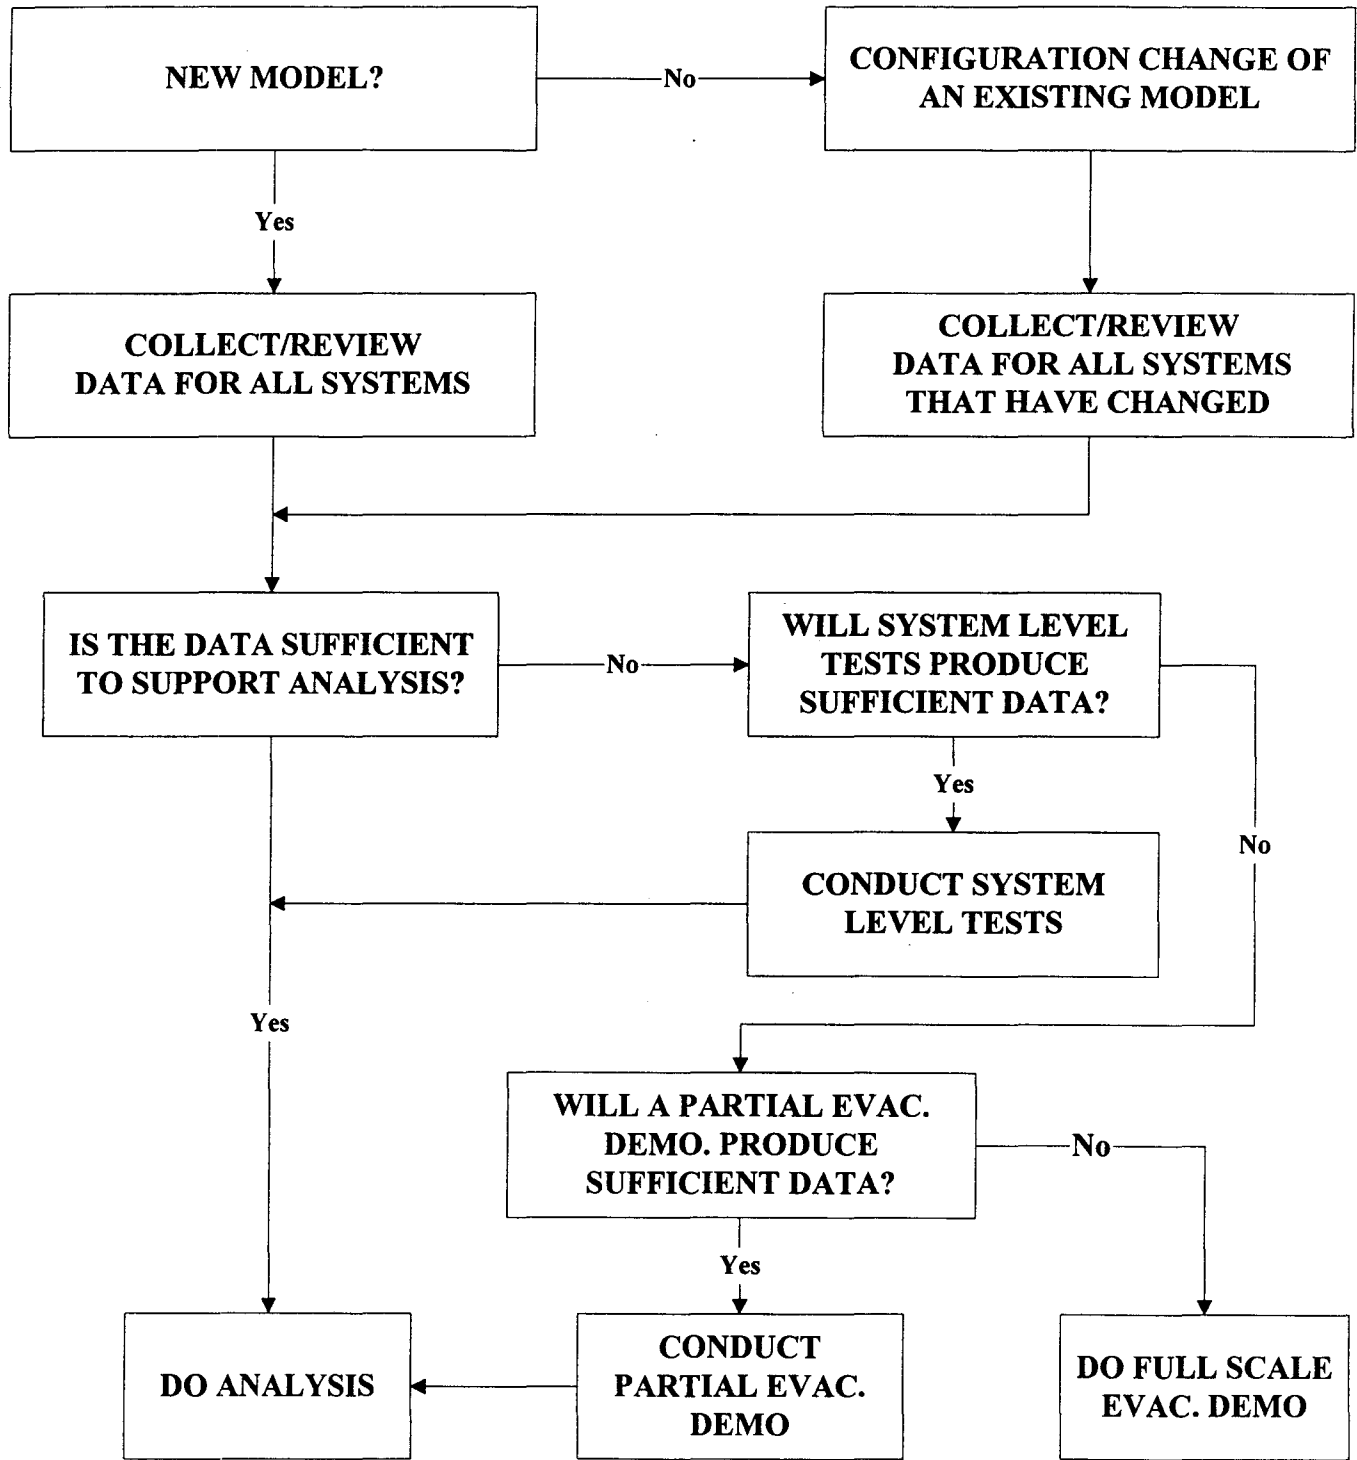 NEW MODEL?
No
CONFIGURATION CHANGE OF
AN EXISTING MODEL
Yes
COLLECT/REVIEW
DATA FOR ALL SYSTEMS
COLLECT/REVIEW
DATA FOR ALL SYSTEMS
THAT HAVE CHANGED
IS THE DATA SUFFICIENT
TO SUPPORT ANALYSIS?
No
WILL SYSTEM LEVEL
TESTS PRODUCE
SUFFICIENT DATA?
Yes
No
CONDUCT SYSTEM
LEVEL TESTS
Yes
WILL A PARTIAL EVAC.
DEMO. PRODUCE
SUFFICIENT DATA?
No
Yes
DO ANALYSIS
CONDUCT
PARTIAL EVAC.
DEMO
DO FULL SCALE
EVAC. DEMO